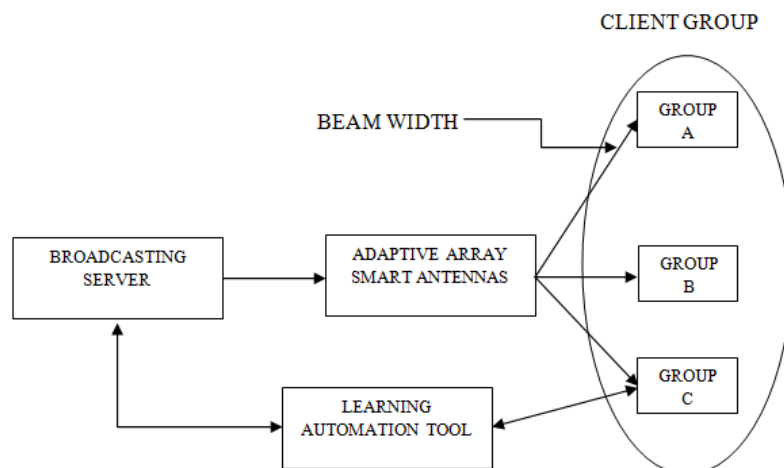 CLIENT GROUP
GROUP
A
BEAM WIDTH
BROADCASTING
SERVER
ADAPTIVE ARRAY
SMART ANTENNAS
GROUP
B
GROUP
C
LEARNING
AUTOMATION TOOL